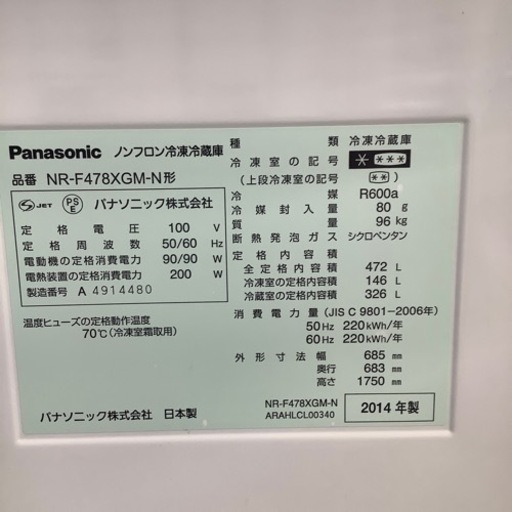 Panasonic ノンフロン冷凍冷蔵庫
品番 NR-F478XGM-N形
JET PSE パナソニック株式会社
定格電圧 100 V
定格周波数 50/60 Hz
電動機の定格消費電力 90/90 W
電熱装置の定格消費電力 200 W
製造番号 A 4914480
温度ヒューズの定格動作温度
70℃(冷凍室霜取用)
パナソニック株式会社 日本製
種類 冷凍冷蔵庫
冷凍室の記号 * ***
(上段冷凍室の記号 ** )
冷媒 R600a
冷媒封入量 80 g
質量 96 kg
断熱発泡ガス シクロペンタン
定格内容積
全定格内容積 472 L
冷凍室の定格内容積 146 L
冷蔵室の定格内容積 326 L
消費電力量 (JIS C 9801-2006年)
50Hz 220kWh/年
60Hz 220kWh/年
外形寸法 幅 685 mm
奥行 683 mm
高さ 1750 mm
NR-F478XGM-N
ARAHLCL00340
2014年製